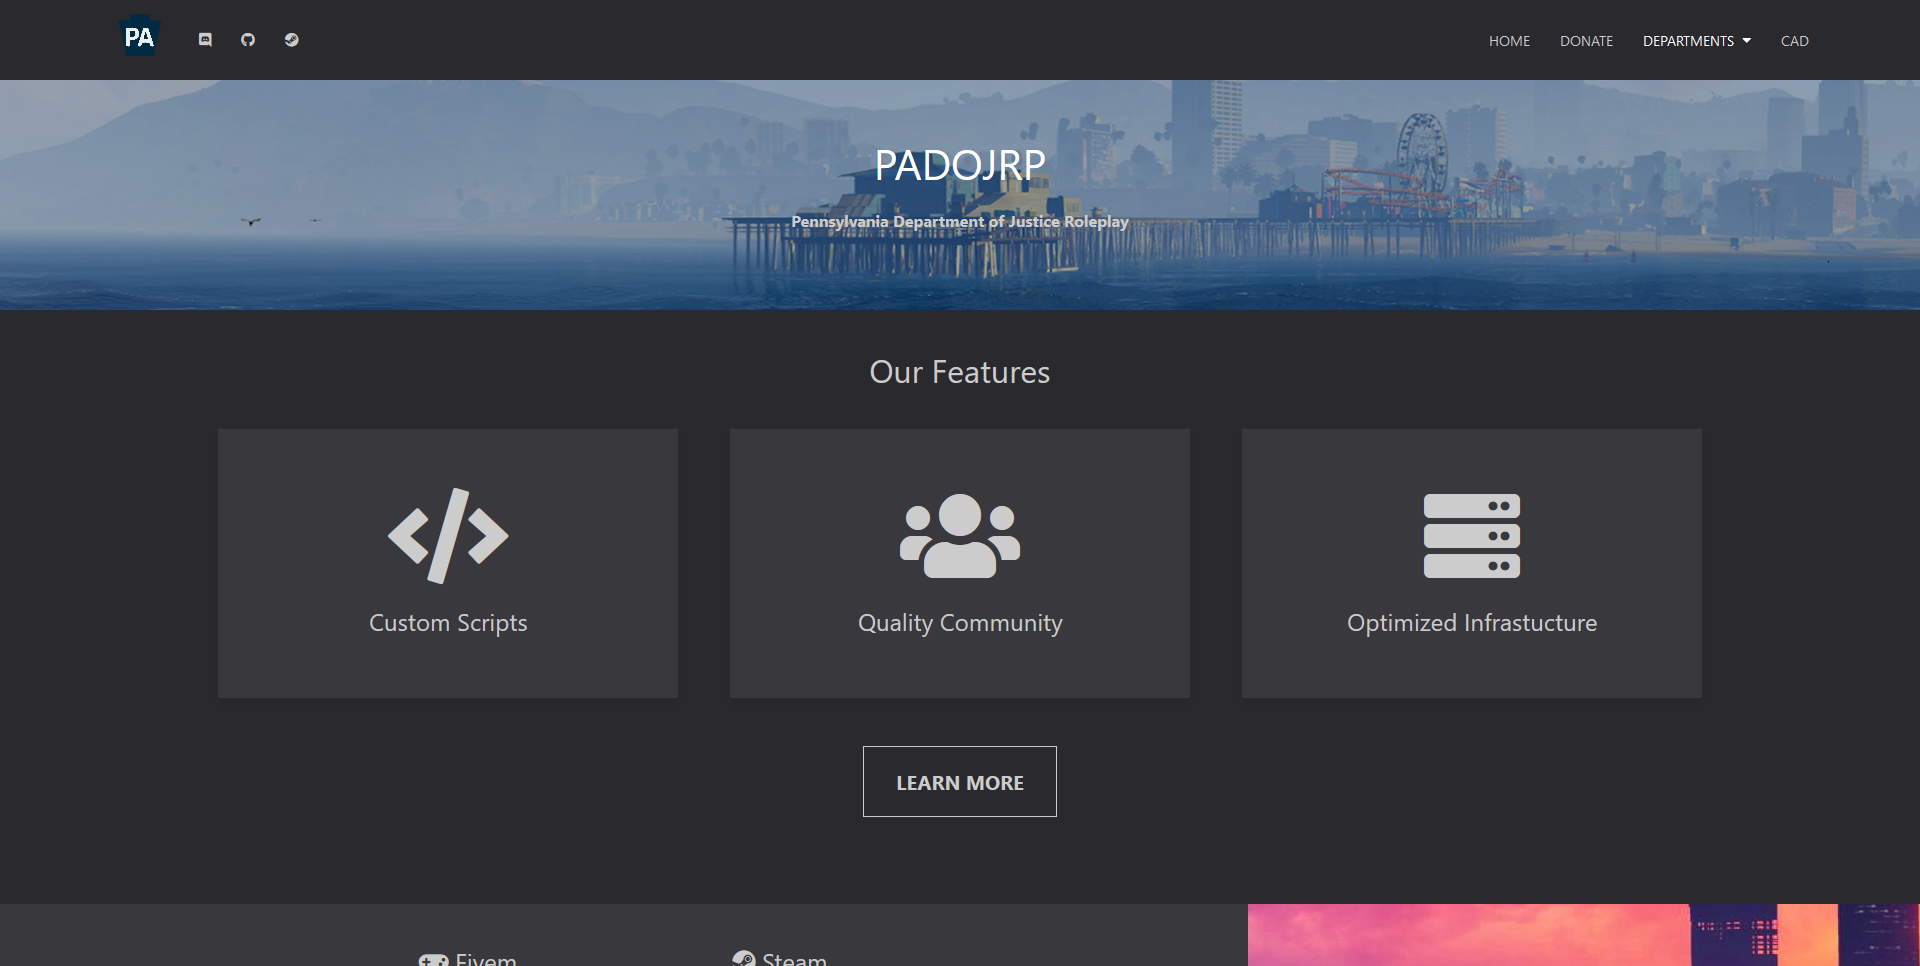 PA
HOME DONATE DEPARTMENTS CAD
PADOJRP
Pennsylvania Department of Justice Roleplay
Our Features
Custom Scripts
Quality Community
Optimized Infrastucture
LEARN MORE
Fivem
Steam